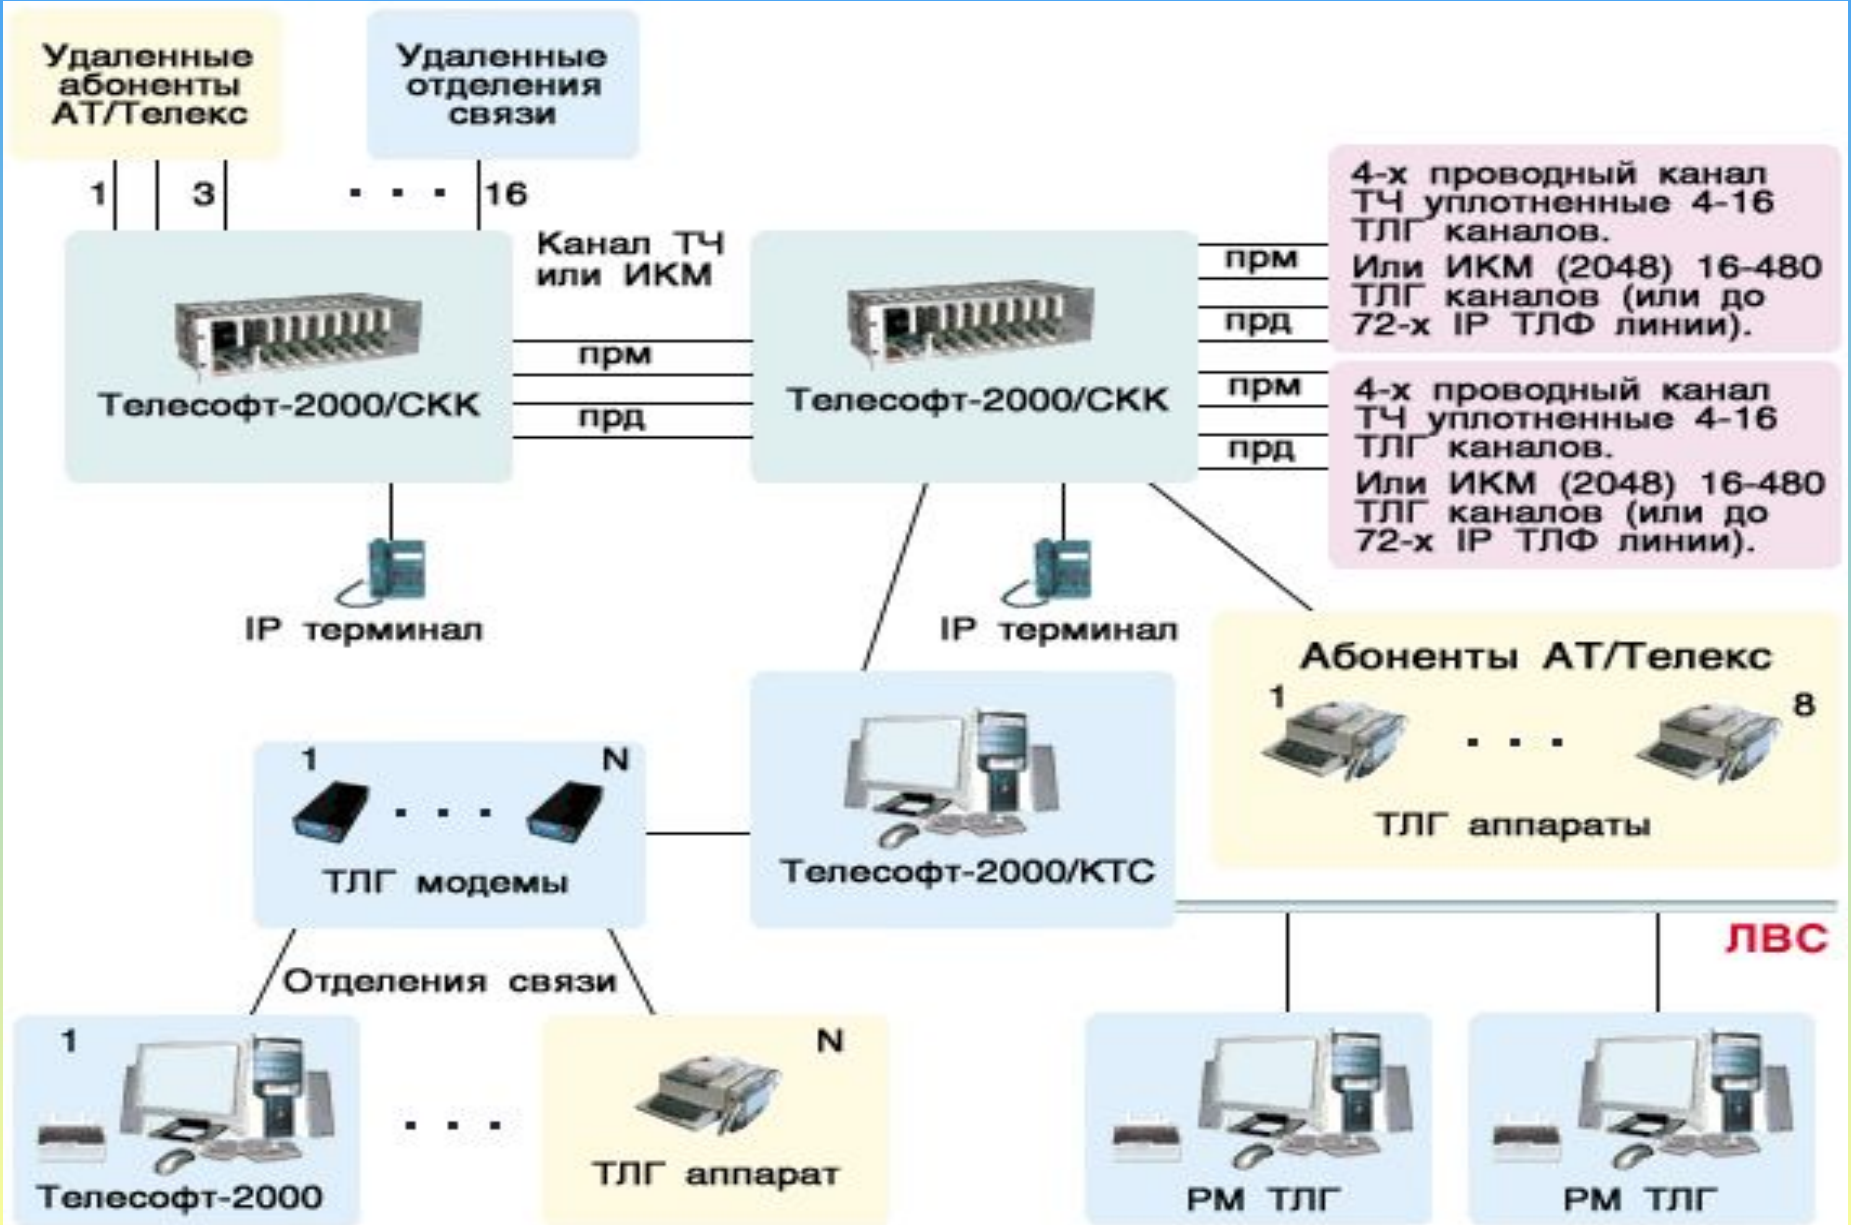 Удаленные
абоненты
АТ/Телекс
Удаленные
отделения
связи
1
3
. . .
16
Канал ТЧ
или ИКМ
прм
прд
Телесофт-2000/СКК
Телесофт-2000/СКК
прм
прд
прм
прд
4-х проводный канал
ТЧ уплотненные 4-16
ТЛГ каналов.
Или ИКМ (2048) 16-480
ТЛГ каналов (или до
72-х IP ТЛФ линии).
4-х проводный канал
ТЧ уплотненные 4-16
ТЛГ каналов.
Или ИКМ (2048) 16-480
ТЛГ каналов (или до
72-х IP ТЛФ линии).
IP терминал
IP терминал
Абоненты АТ/Телекс
1
. . .
8
ТЛГ аппараты
1
. . .
N
ТЛГ модемы
Телесофт-2000/КТС
ЛВС
Отделения связи
1
Телесофт-2000
. . .
N
ТЛГ аппарат
РМ ТЛГ
РМ ТЛГ